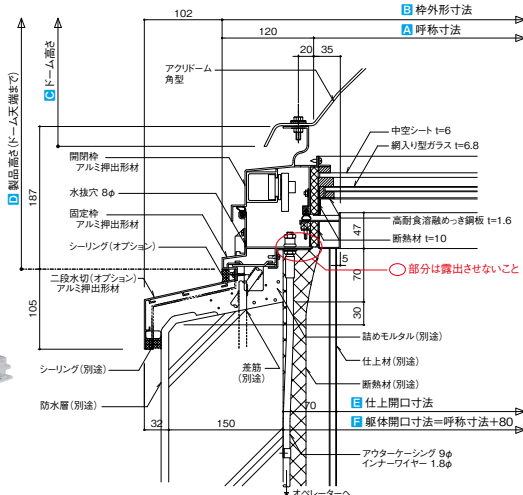 102
B 枠外形寸法
A 呼称寸法
120
20
35
C ドーム高さ
D 製品高さ(ドーム天端まで)
アクリドーム
角型
187
105
開閉枠
アルミ押出形材
水抜穴 8φ
固定枠
アルミ押出形材
シーリング(オプション)
二段水切(オプション)
アルミ押出形材
中空シート t=6
網入り型ガラス t=6.8
高耐食溶融めっき鋼板 t=1.6
47
断熱材 t=10
5
○部分は露出させないこと
70
30
詰めモルタル(別途)
シーリング(別途)
差筋
(別途)
仕上材(別途)
防水層(別途)
断熱材(別途)
70
E 仕上開口寸法
32
150
F 躯体開口寸法=呼称寸法+80
アウターケーシング 9φ
インナーワイヤー 1.8φ
オペレーターへ